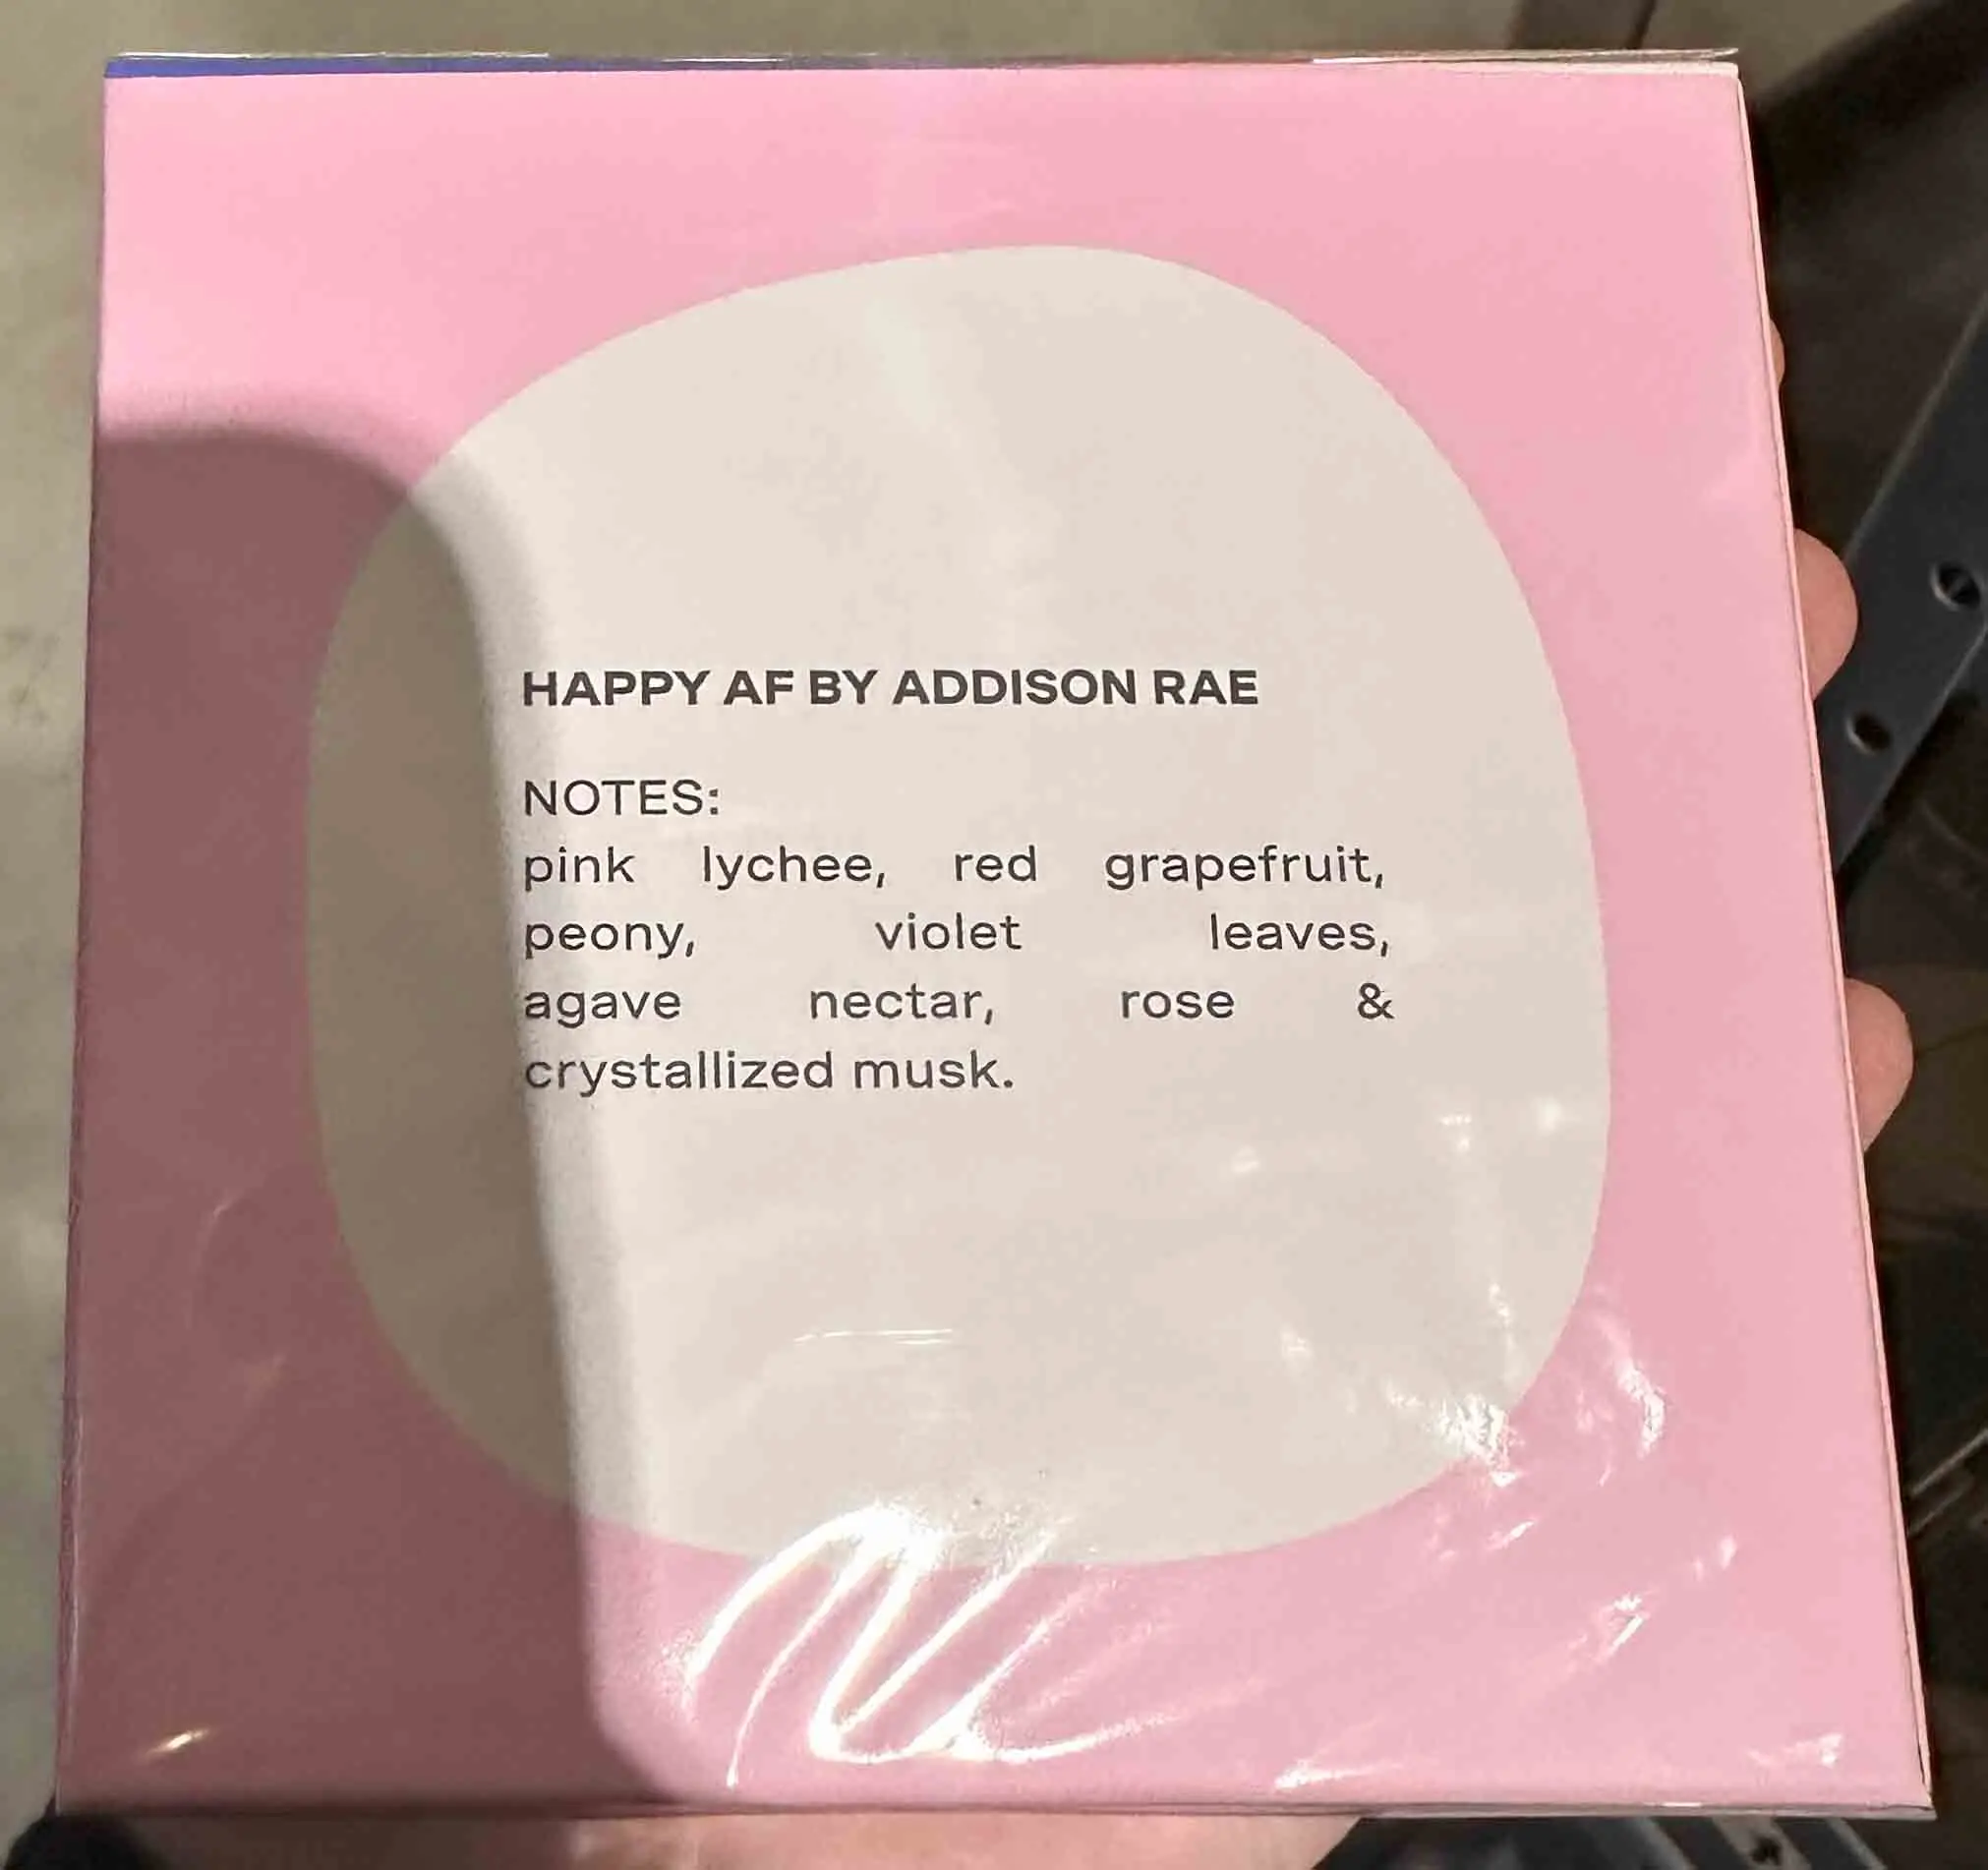 HAPPY AF BY ADDISON RAE
NOTES:
pink lychee, red grapefruit,
peony, violet leaves,
agave nectar, rose &
crystallized musk.